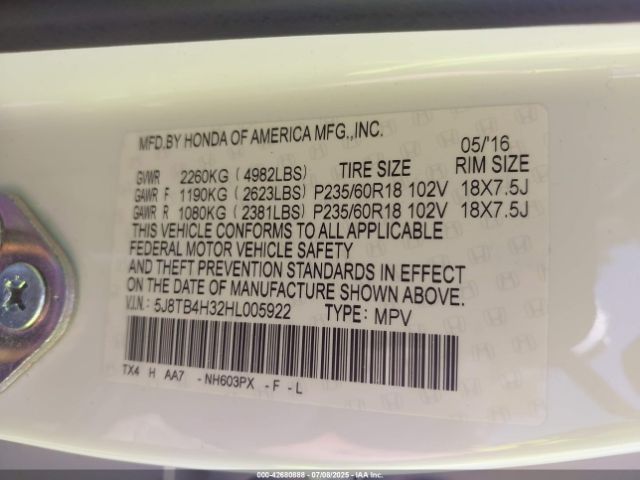 MFD.BY HONDA OF AMERICA MFG.,INC. 05/'16
GVWR 2260KG (4982LBS) TIRE SIZE RIM SIZE
GAWR F 1190KG (2623LBS) P235/60R18 102V 18X7.5J
GAWR R 1080KG (2381LBS) P235/60R18 102V 18X7.5J
THIS VEHICLE CONFORMS TO ALL APPLICABLE
FEDERAL MOTOR VEHICLE SAFETY
AND THEFT PREVENTION STANDARDS IN EFFECT
ON THE DATE OF MANUFACTURE SHOWN ABOVE.
V.I.N.: 5J8TB4H32HL005922 TYPE: MPV
TX4 H AA7 -NH603PX -F-L
000-42680888 - 07/08/2025 - IAA Inc.